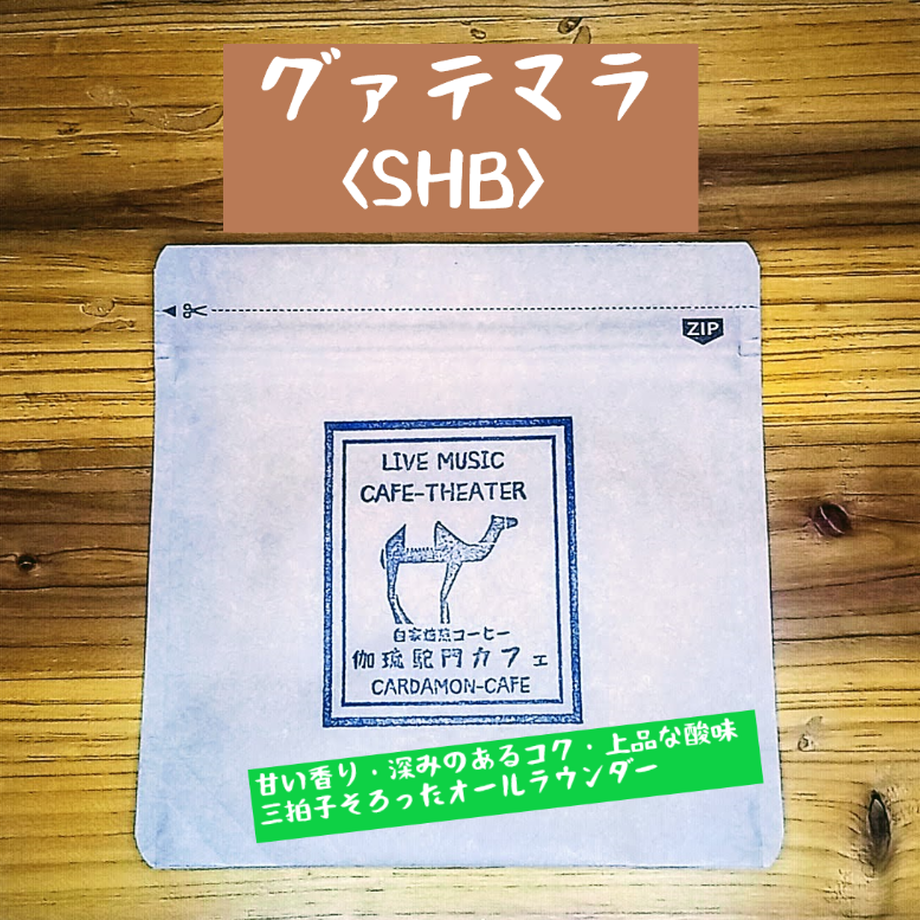 グァテマラ
〈SHB〉
ZIP
LIVE MUSIC
CAFE-THEATER
自家焙煎コーヒー
伽琉駝門カフェ
CARDAMON-CAFE
甘い香り・深みのあるコク・上品な酸味
三拍子そろったオールラウンダー